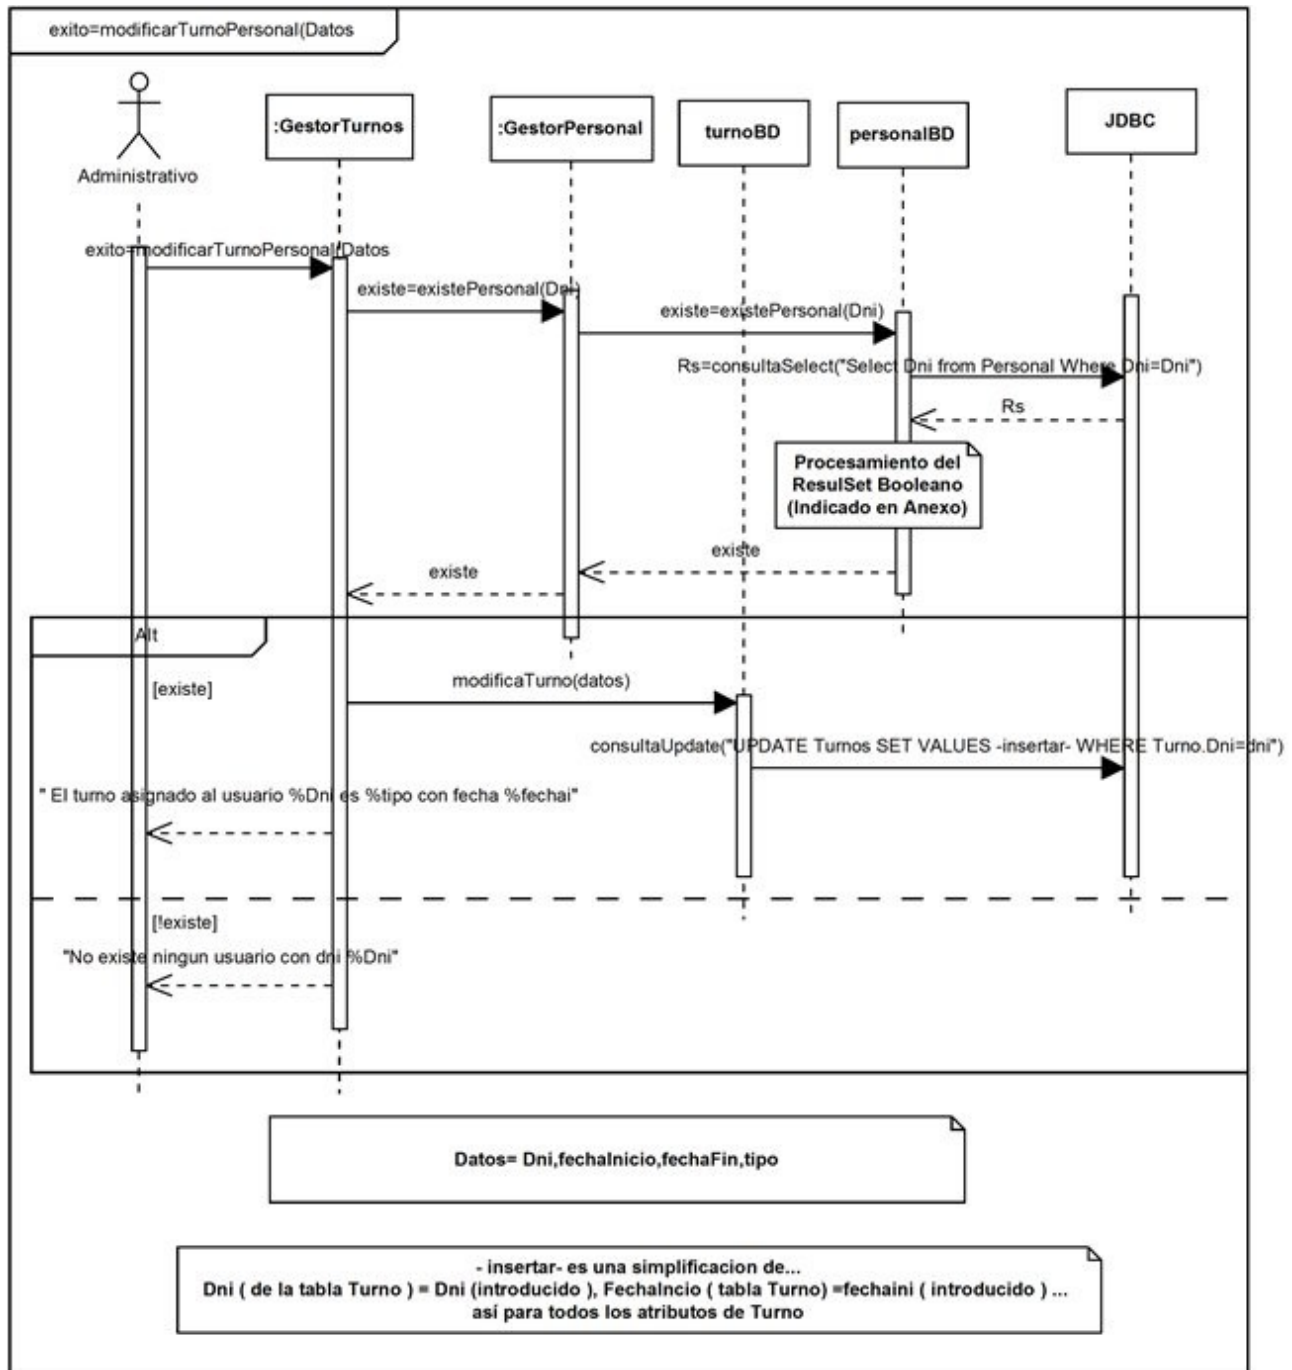 exito=modificarTurnoPersonal(Datos
:GestorTurnos
:GestorPersonal
turnoBD
personalBD
JDBC
Administrativo
exito=modificarTurnoPersonal(Datos
existe=existePersonal(Dni)
existe=existePersonal(Dni)
Rs=consultaSelect("Select Dni from Personal Where Dni=Dni")
Rs
Procesamiento del
ResulSet Booleano
(Indicado en Anexo)
existe
existe
Alt
[existe]
modificaTurno(datos)
consultaUpdate("UPDATE Turnos SET VALUES -insertar- WHERE Turno.Dni=dni")
" El turno asignado al usuario %Dni es %tipo con fecha %fechai"
[!existe]
"No existe ningun usuario con dni %Dni"
Datos= Dni,fechaInicio,fechaFin,tipo
- insertar- es una simplificacion de...
Dni ( de la tabla Turno ) = Dni (introducido ), FechaIncio ( tabla Turno) =fechaini ( introducido ) ...
así para todos los atributos de Turno